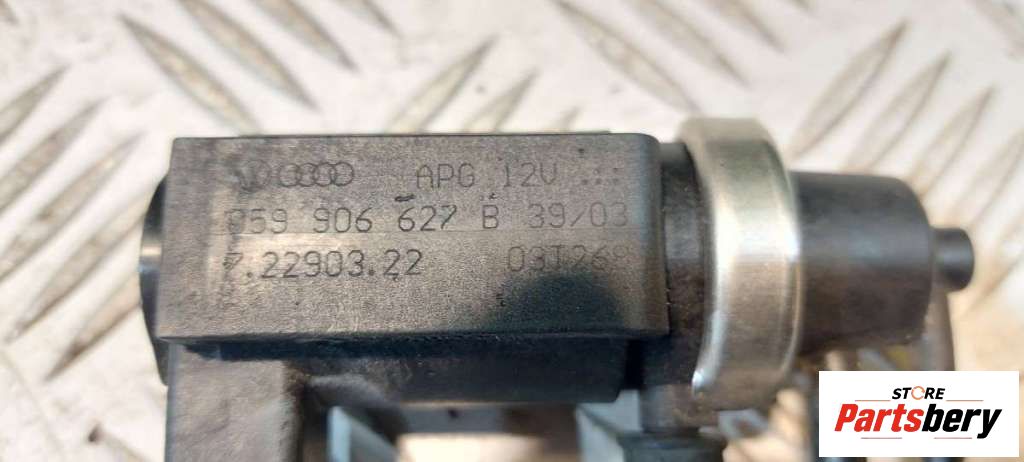 APG 12V
059 906 627 B 39/03
7.22903.22 03T268
STORE
Partsbery